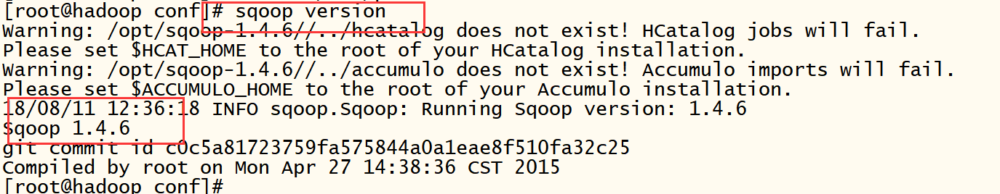 [root@hadoop conf]# sqoop version
Warning: /opt/sqoop-1.4.6//../hcatalog does not exist! HCatalog jobs will fail.
Please set $HCAT_HOME to the root of your HCatalog installation.
Warning: /opt/sqoop-1.4.6//../accumulo does not exist! Accumulo imports will fail.
Please set $ACCUMULO_HOME to the root of your Accumulo installation.
18/08/11 12:36:18 INFO sqoop.Sqoop: Running Sqoop version: 1.4.6
Sqoop 1.4.6
git commit id c0c5a81723759fa575844a0a1eae8f510fa32c25
Compiled by root on Mon Apr 27 14:38:36 CST 2015
[root@hadoop conf]#